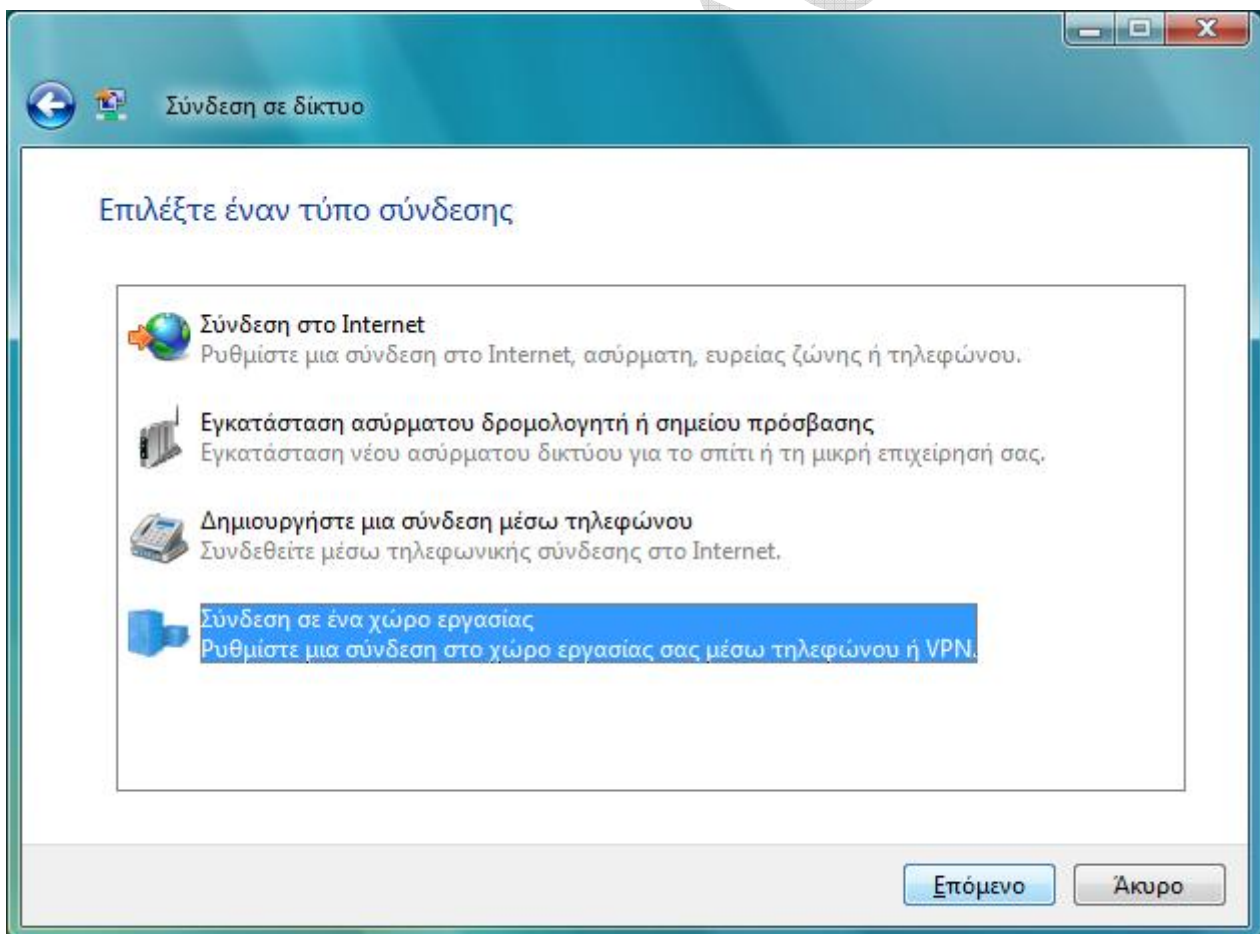 Σύνδεση σε δίκτυο
Επιλέξτε έναν τύπο σύνδεσης
Σύνδεση στο Internet
Ρυθμίστε μια σύνδεση στο Internet, ασύρματη, ευρείας ζώνης ή τηλεφώνου.
Εγκατάσταση ασύρματου δρομολογητή ή σημείου πρόσβασης
Εγκατάσταση νέου ασύρματου δικτύου για το σπίτι ή τη μικρή επιχείρησή σας.
Δημιουργήστε μια σύνδεση μέσω τηλεφώνου
Συνδεθείτε μέσω τηλεφωνικής σύνδεσης στο Internet.
Σύνδεση σε ένα χώρο εργασίας
Ρυθμίστε μια σύνδεση στο χώρο εργασίας σας μέσω τηλεφώνου ή VPN.
Επόμενο
Άκυρο